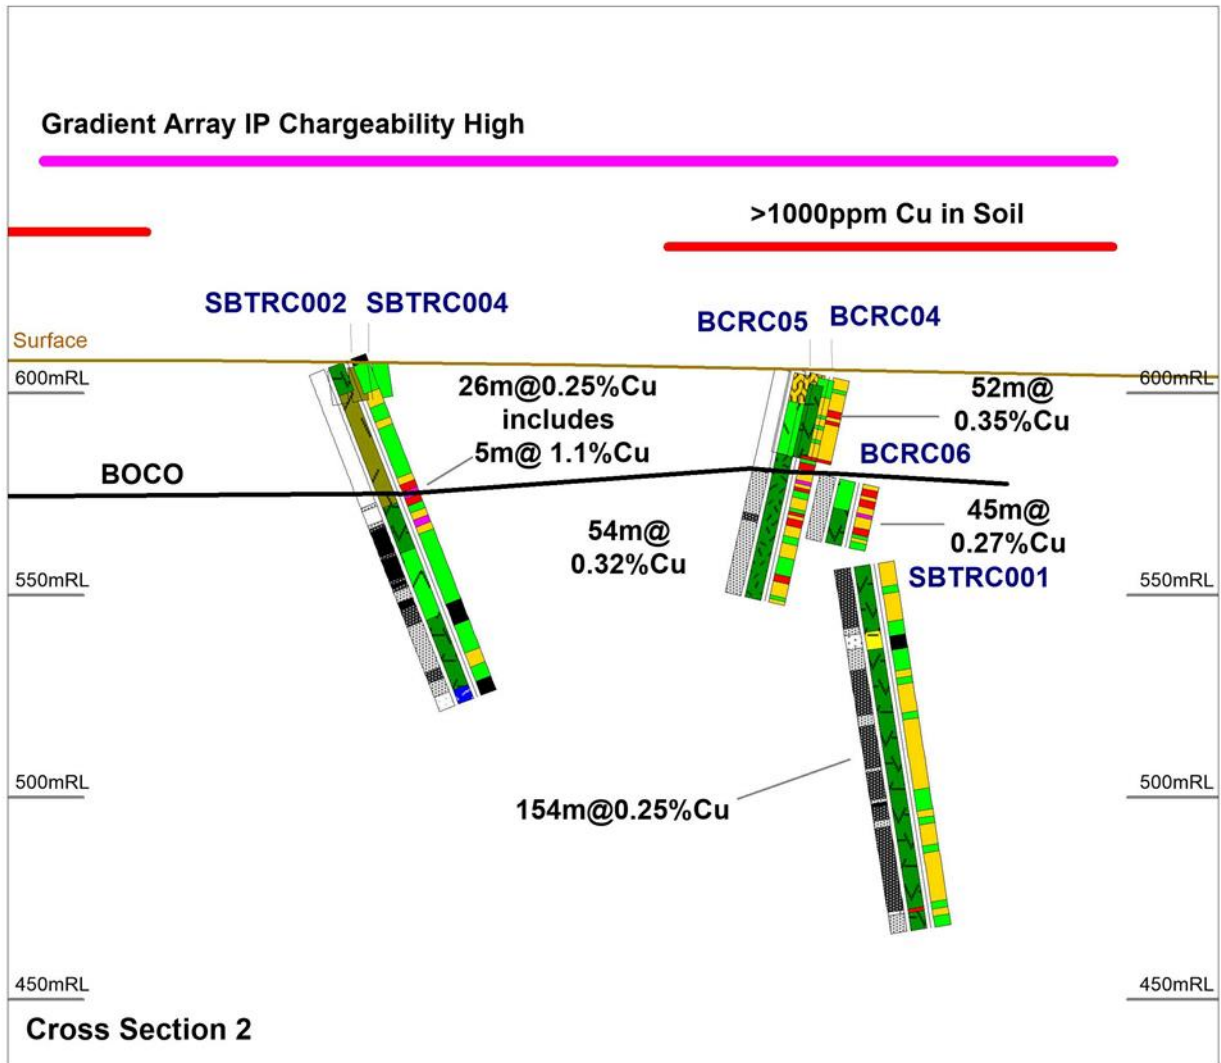 Gradient Array IP Chargeability High
>1000ppm Cu in Soil
SBTRC002
SBTRC004
BCRC05
BCRC04
Surface
600mRL
600mRL
26m@0.25%Cu
includes
5m@ 1.1%Cu
52m@
0.35%Cu
BCRC06
BOCO
54m@
0.32%Cu
45m@
0.27%Cu
SBTRC001
550mRL
550mRL
154m@0.25%Cu
500mRL
500mRL
450mRL
450mRL
Cross Section 2